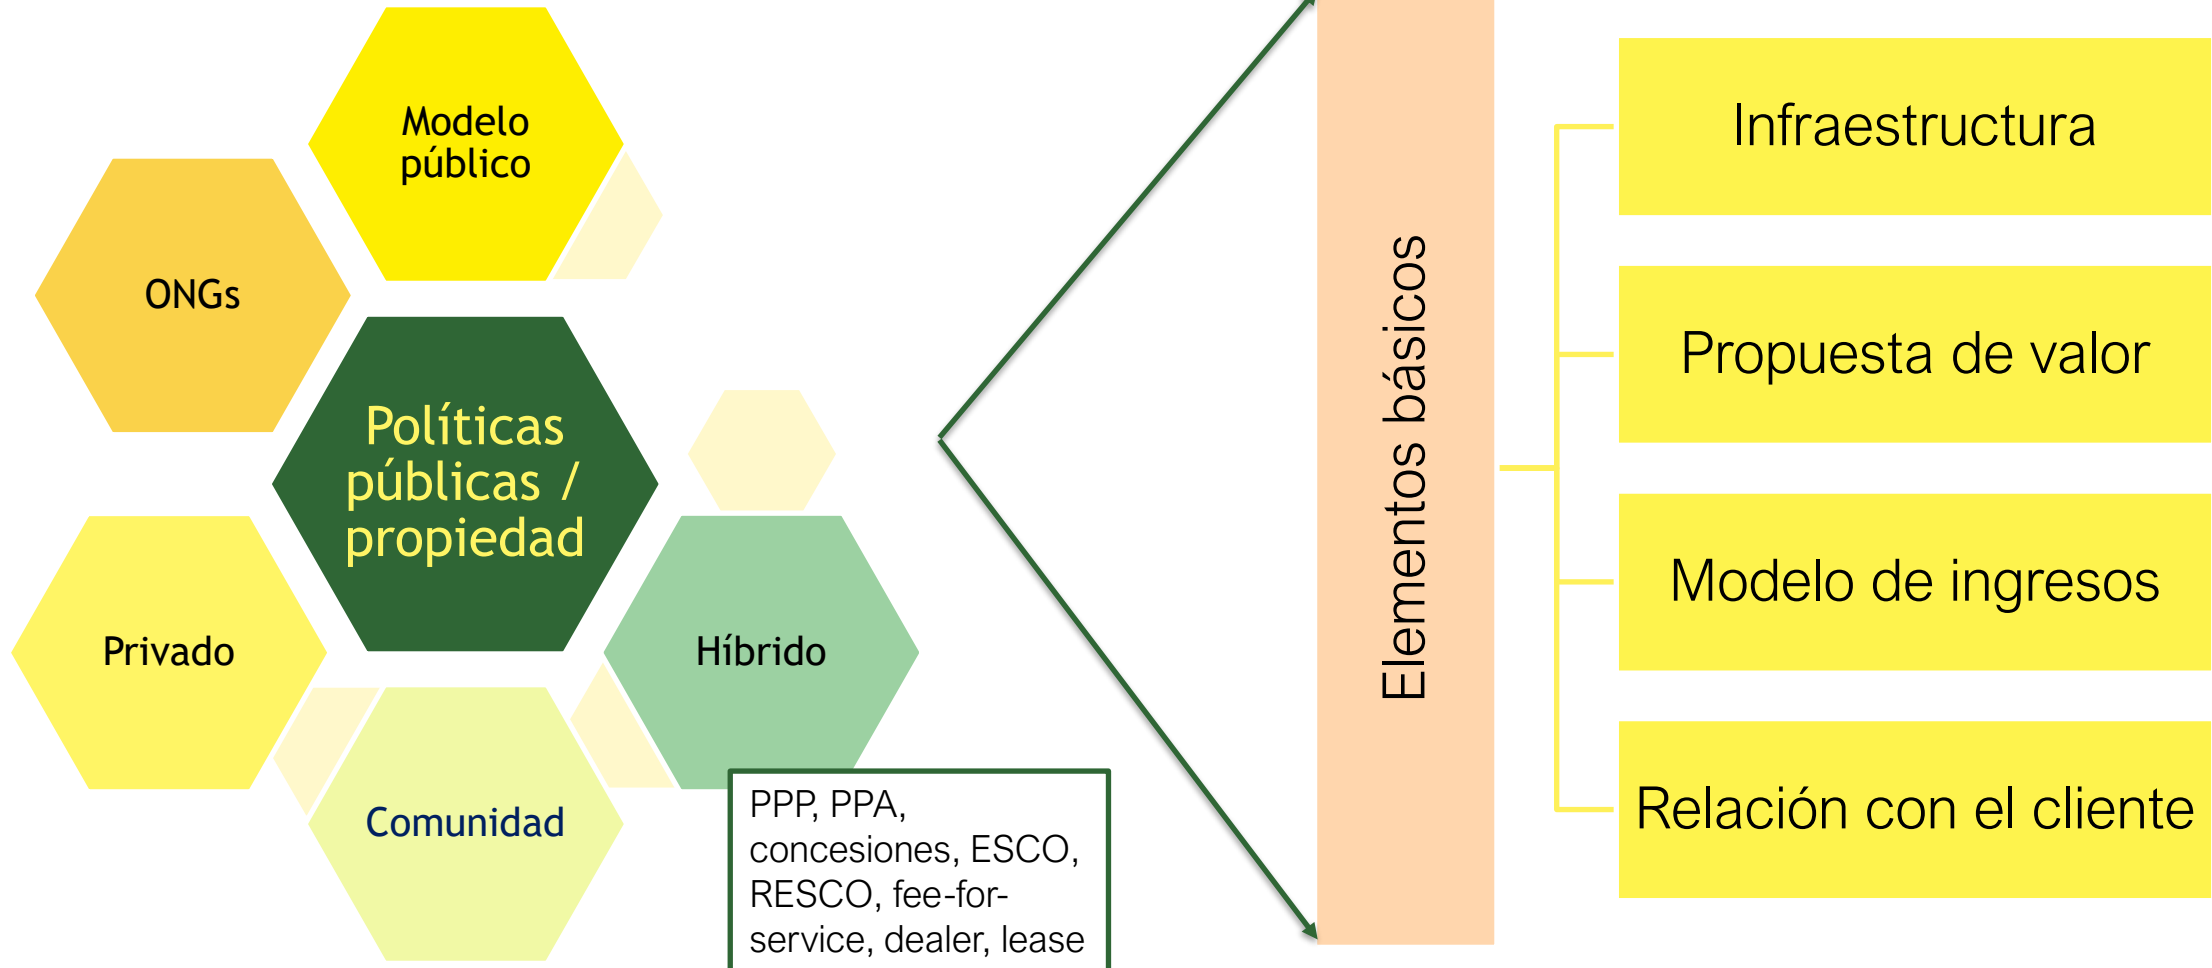 Modelo
público
ONGs
Políticas
públicas /
propiedad
Privado
Híbrido
Comunidad
PPP, PPA,
concesiones, ESCO,
RESCO, fee-for-
service, dealer, lease
Elementos básicos
Infraestructura
Propuesta de valor
Modelo de ingresos
Relación con el cliente